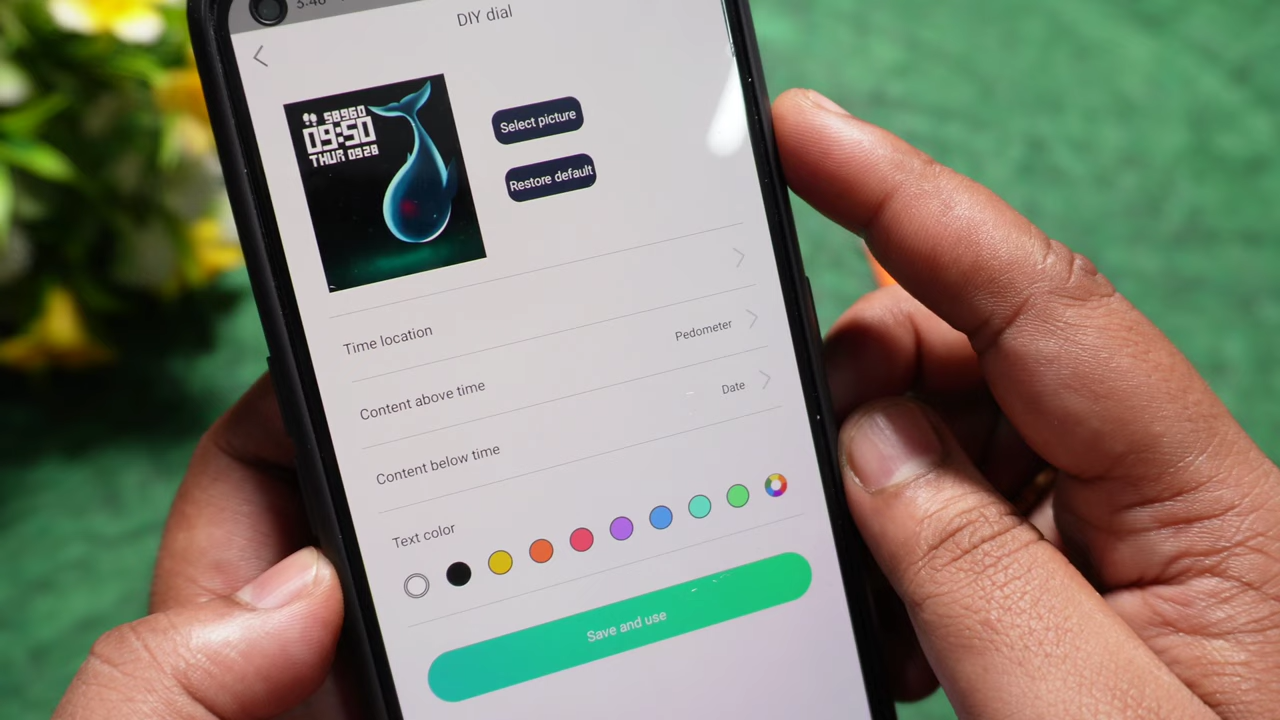 DIY dial
58960
09:50
THUR 0928
Select picture
Restore default
Time location
Content above time
Pedometer
Content below time
Date
Text color
Save and use